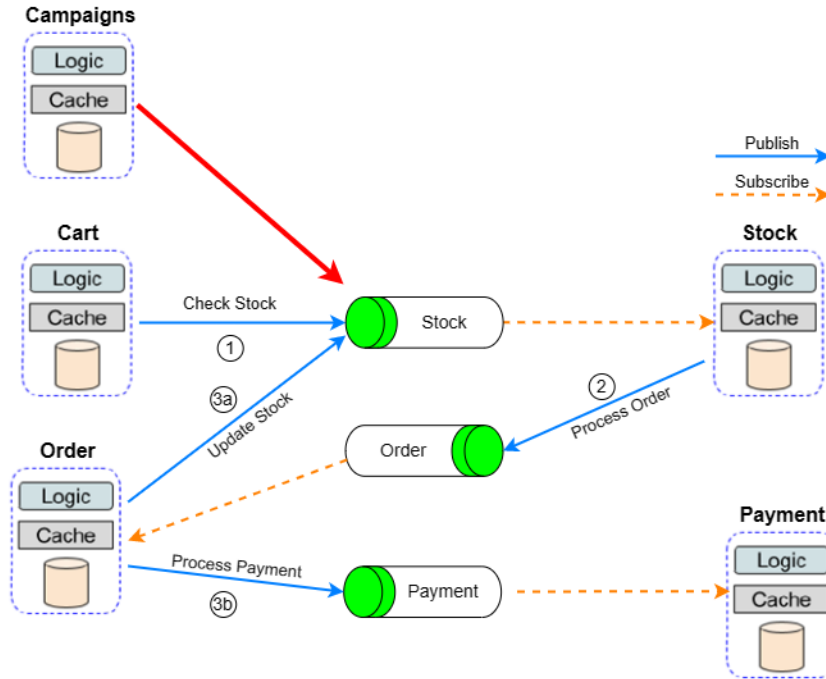 Campaigns
Logic
Cache
Publish
Subscribe
Cart
Logic
Cache
Check Stock
1
Stock
Stock
Logic
Cache
3a
Update Stock
2
Process Order
Order
Order
Logic
Cache
Process Payment
3b
Payment
Payment
Logic
Cache